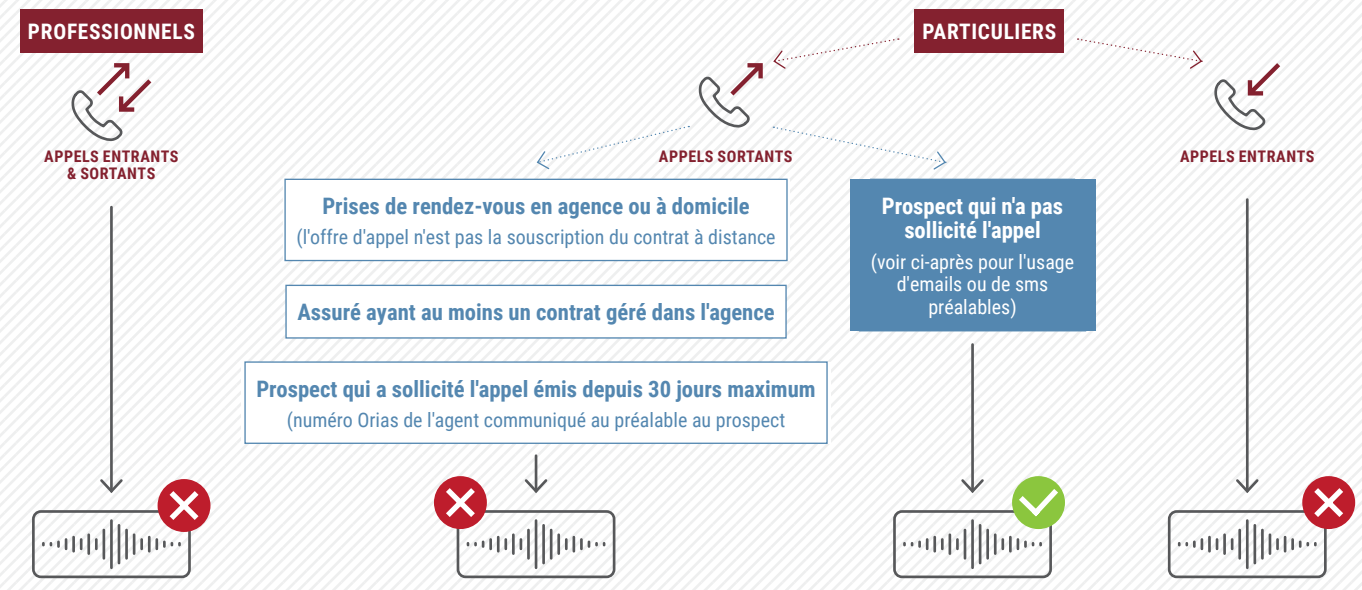 PROFESSIONNELS
APPELS ENTRANTS
& SORTANTS
PARTICULIERS
APPELS SORTANTS
Prises de rendez-vous en agence ou à domicile
(l'offre d'appel n'est pas la souscription du contrat à distance
Assuré ayant au moins un contrat géré dans l'agence
Prospect qui a sollicité l'appel émis depuis 30 jours maximum
(numéro Orias de l'agent communiqué au préalable au prospect
Prospect qui n'a pas
sollicité l'appel
(voir ci-après pour l'usage
d'emails ou de sms
préalables)
APPELS ENTRANTS